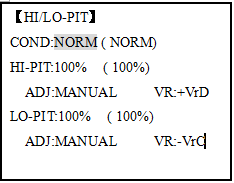 【HI/LO-PIT】
COND:NORM ( NORM)
HI-PIT:100% ( 100%)
ADJ:MANUAL VR:+VrD
LO-PIT:100% ( 100%)
ADJ:MANUAL VR:-VrC